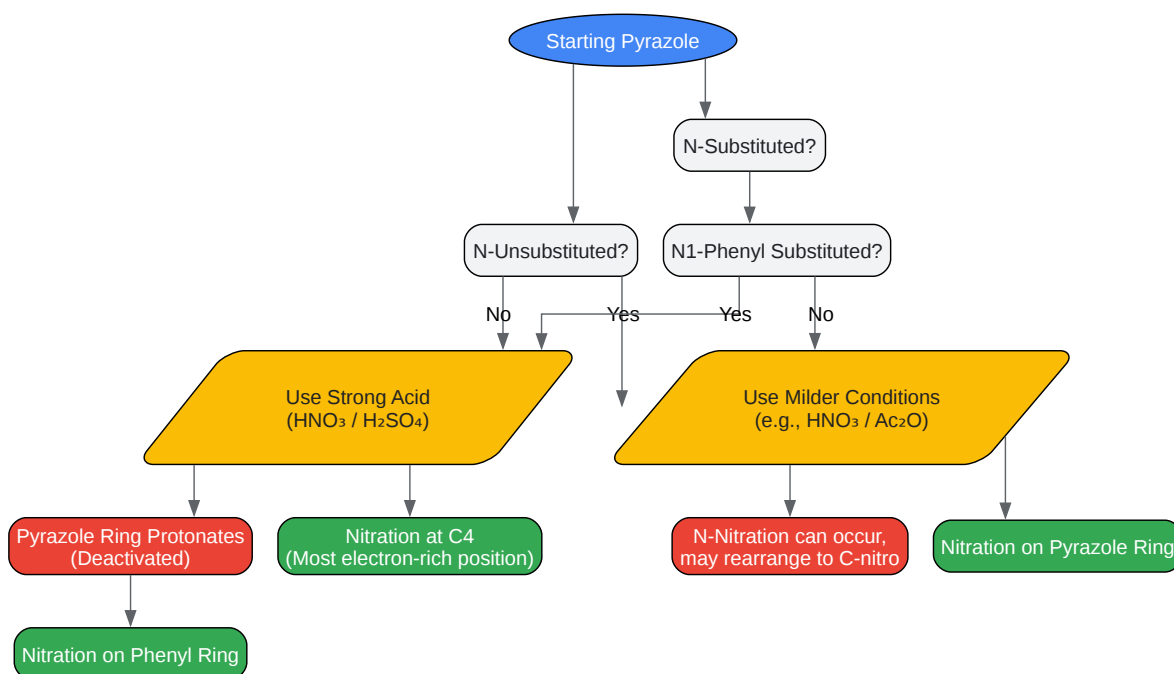 Starting Pyrazole
N-Substituted?
N-Unsubstituted?
N1-Phenyl Substituted?
No
Yes
Yes
No
Use Strong Acid
(HNO₃ / H₂SO₄)
Use Milder Conditions
(e.g., HNO₃ / Ac₂O)
Pyrazole Ring Protonates
(Deactivated)
Nitration at C4
(Most electron-rich position)
N-Nitration can occur,
may rearrange to C-nitro
Nitration on Pyrazole Ring
Nitration on Phenyl Ring